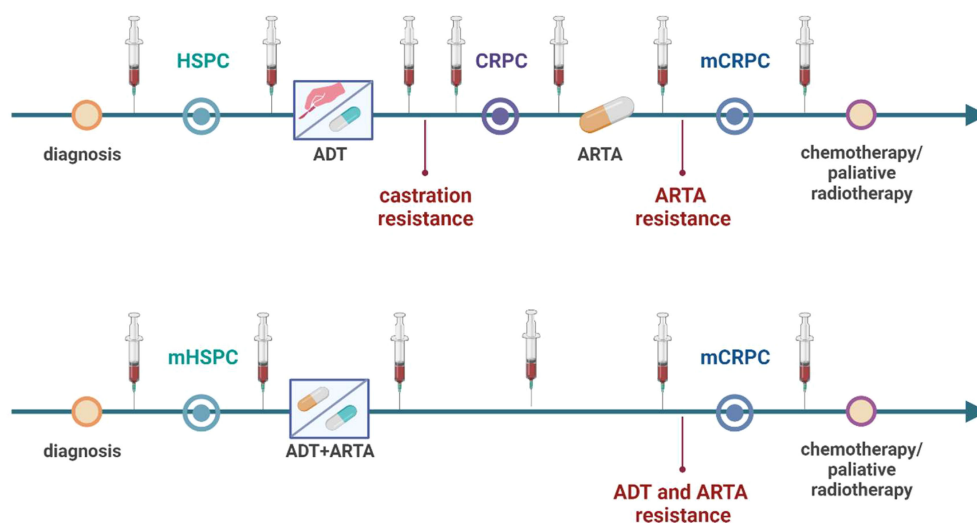 HSPC
CRPC
mCRPC
diagnosis
ADT
ARTA
chemotherapy/
paliative
radiotherapy
castration
resistance
ARTA
resistance
mHSPC
mCRPC
diagnosis
ADT+ARTA
chemotherapy/
paliative
radiotherapy
ADT and ARTA
resistance